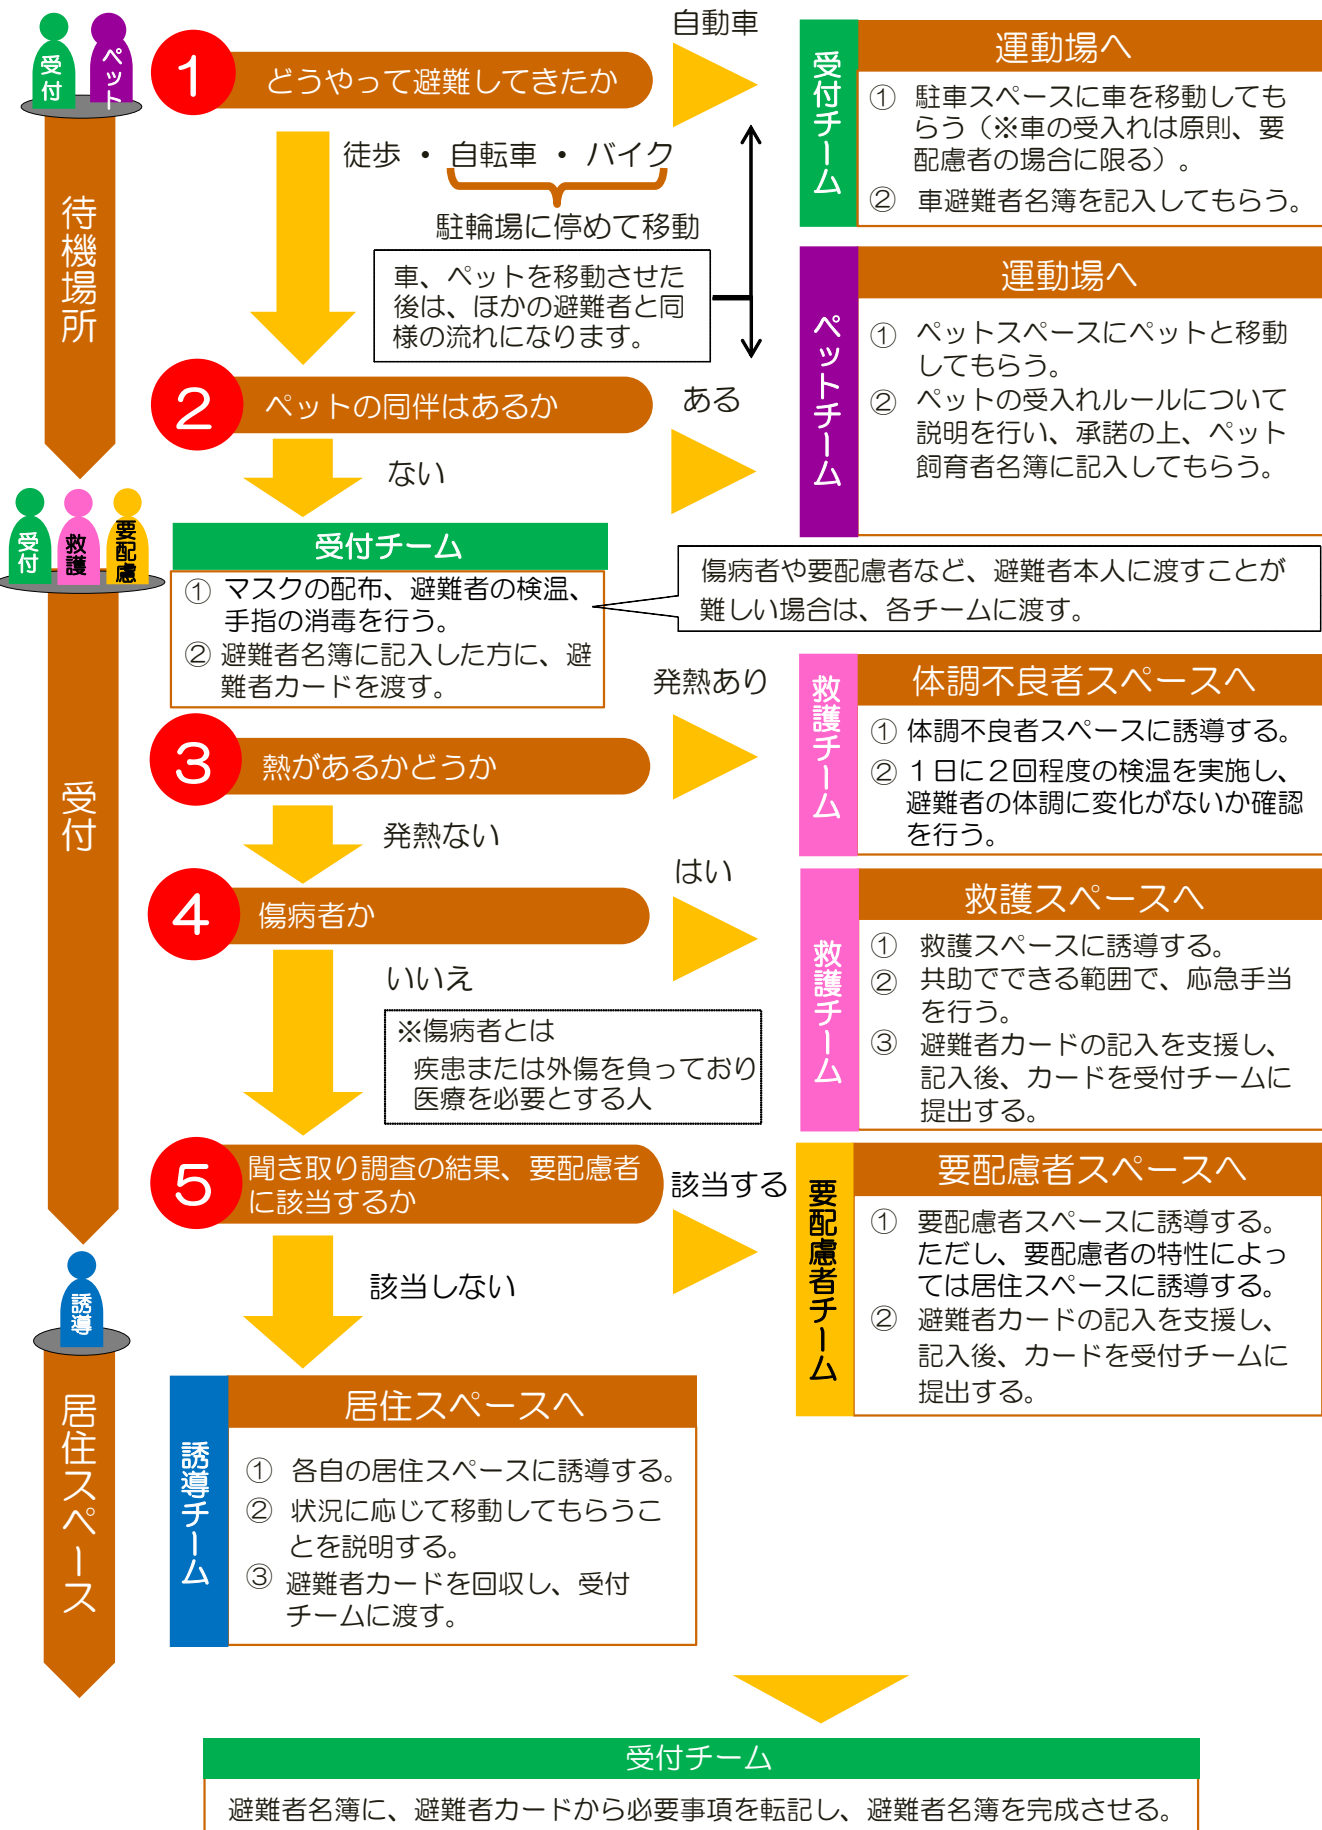 受付
ペット
待機場所
1
どうやって避難してきたか
自動車
徒歩 ・ 自転車 ・ バイク
駐輪場に停めて移動
車、ペットを移動させた
後は、ほかの避難者と同
様の流れになります。
受付チーム
運動場へ
① 駐車スペースに車を移動しても
らう（※車の受入れは原則、要
配慮者の場合に限る）。
② 車避難者名簿を記入してもらう。
2
ペットの同伴はあるか
ある
ない
ペットチーム
運動場へ
① ペットスペースにペットと移動
してもらう。
② ペットの受入れルールについて
説明を行い、承諾の上、ペット
飼育者名簿に記入してもらう。
受付
救護
要配慮
受付
受付チーム
① マスクの配布、避難者の検温、
手指の消毒を行う。
② 避難者名簿に記入した方に、避
難者カードを渡す。
傷病者や要配慮者など、避難者本人に渡すことが
難しい場合は、各チームに渡す。
3
熱があるかどうか
発熱あり
発熱ない
救護チーム
体調不良者スペースへ
① 体調不良者スペースに誘導する。
② １日に２回程度の検温を実施し、
避難者の体調に変化がないか確認
を行う。
4
傷病者か
はい
いいえ
※傷病者とは
疾患または外傷を負っており
医療を必要とする人
救護チーム
救護スペースへ
① 救護スペースに誘導する。
② 共助でできる範囲で、応急手当
を行う。
③ 避難者カードの記入を支援し、
記入後、カードを受付チームに
提出する。
5
聞き取り調査の結果、要配慮者
に該当するか
該当する
該当しない
要配慮者チーム
要配慮者スペースへ
① 要配慮者スペースに誘導する。
ただし、要配慮者の特性によっ
ては居住スペースに誘導する。
② 避難者カードの記入を支援し、
記入後、カードを受付チームに
提出する。
誘導
居住スペース
誘導チーム
居住スペースへ
① 各自の居住スペースに誘導する。
② 状況に応じて移動してもらうこ
とを説明する。
③ 避難者カードを回収し、受付
チームに渡す。
受付チーム
避難者名簿に、避難者カードから必要事項を転記し、避難者名簿を完成させる。